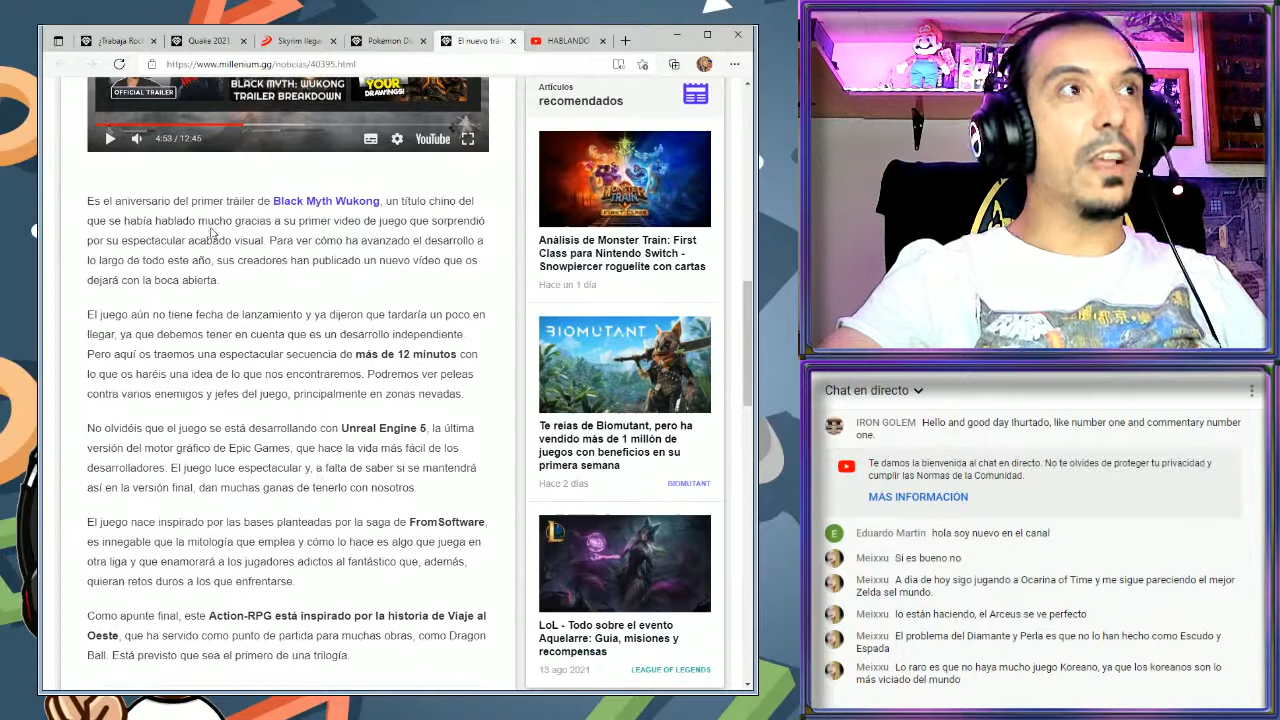 ¿Trabaja Roc
Quake 2021
Skyrim llega
Pokémon Di
El nuevo trái
HABLANDO
https://www.millenium.gg/noticias/40395.html
OFFICIAL TRAILER
BLACK MYTH: WUKONG
TRAILER BREAKDOWN
YOUR
DRAWINGS!
4:53 / 12:45
YouTube
Es el aniversario del primer tráiler de Black Myth Wukong, un título chino del
que se había hablado mucho gracias a su primer vídeo de juego que sorprendió
por su espectacular acabado visual. Para ver cómo ha avanzado el desarrollo a
lo largo de todo este año, sus creadores han publicado un nuevo vídeo que os
dejará con la boca abierta.
El juego aún no tiene fecha de lanzamiento y ya dijeron que tardaría un poco en
llegar, ya que debemos tener en cuenta que es un desarrollo independiente.
Pero aquí os traemos una espectacular secuencia de más de 12 minutos con
lo que os haréis una idea de lo que nos encontraremos. Podremos ver peleas
contra varios enemigos y jefes del juego, principalmente en zonas nevadas.
No olvidéis que el juego se está desarrollando con Unreal Engine 5, la última
versión del motor gráfico de Epic Games, que hace la vida más fácil de los
desarrolladores. El juego luce espectacular y, a falta de saber si se mantendrá
así en la versión final, dan muchas ganas de tenerlo con nosotros.
El juego nace inspirado por las bases planteadas por la saga de FromSoftware,
es innegable que la mitología que emplea y cómo lo hace es algo que juega en
otra liga y que enamorará a los jugadores adictos al fantástico que, además,
quieran retos duros a los que enfrentarse.
Como apunte final, este Action-RPG está inspirado por la historia de Viaje al
Oeste, que ha servido como punto de partida para muchas obras, como Dragon
Ball. Está previsto que sea el primero de una trilogía.
Artículos
recomendados
MONSTER
TRAIN
FIRST CLASS
Análisis de Monster Train: First
Class para Nintendo Switch -
Snowpiercer roguelite con cartas
Hace un 1 día
BIOMUTANT
Te reías de Biomutant, pero ha
vendido más de 1 millón de
juegos con beneficios en su
primera semana
Hace 2 días
BIOMUTANT
LoL - Todo sobre el evento
Aquelarre: Guía, misiones y
recompensas
13 ago 2021
LEAGUE OF LEGENDS
Chat en directo
IRON GOLEM Hello and good day lhurtado, like number one and commentary number
one.
Te damos la bienvenida al chat en directo. No te olvides de proteger tu privacidad y
cumplir las Normas de la Comunidad.
MÁS INFORMACIÓN
E
Eduardo Martin hola soy nuevo en el canal
Meixxu Si es bueno no
Meixxu A dia de hoy sigo jugando a Ocarina of Time y me sigue pareciendo el mejor
Zelda sel mundo.
Meixxu lo están haciendo, el Arceus se ve perfecto
Meixxu El problema del Diamante y Perla es que no lo han hecho como Escudo y
Espada
Meixxu Lo raro es que no haya mucho juego Koreano, ya que los koreanos son lo
más viciado del mundo